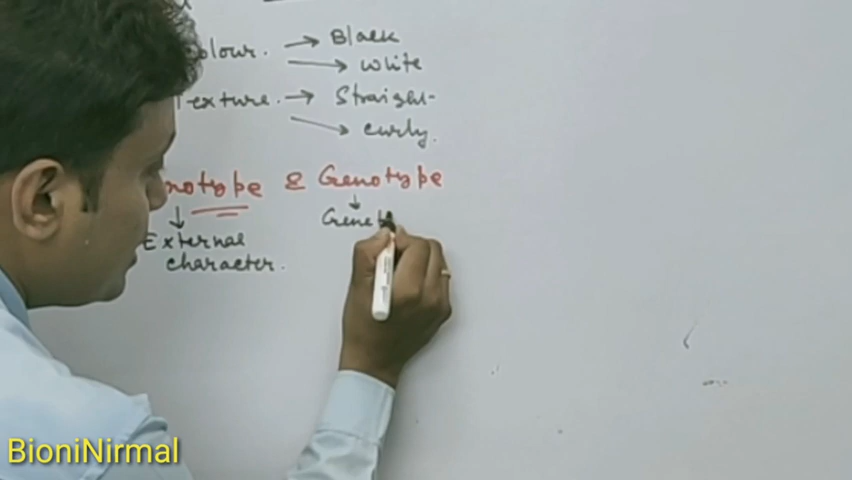 olour. → Black
→ white
Texture. → Straight-
→ curly.
notype & Genotype
↓ ↓
External Genet
character.
BioniNirmal